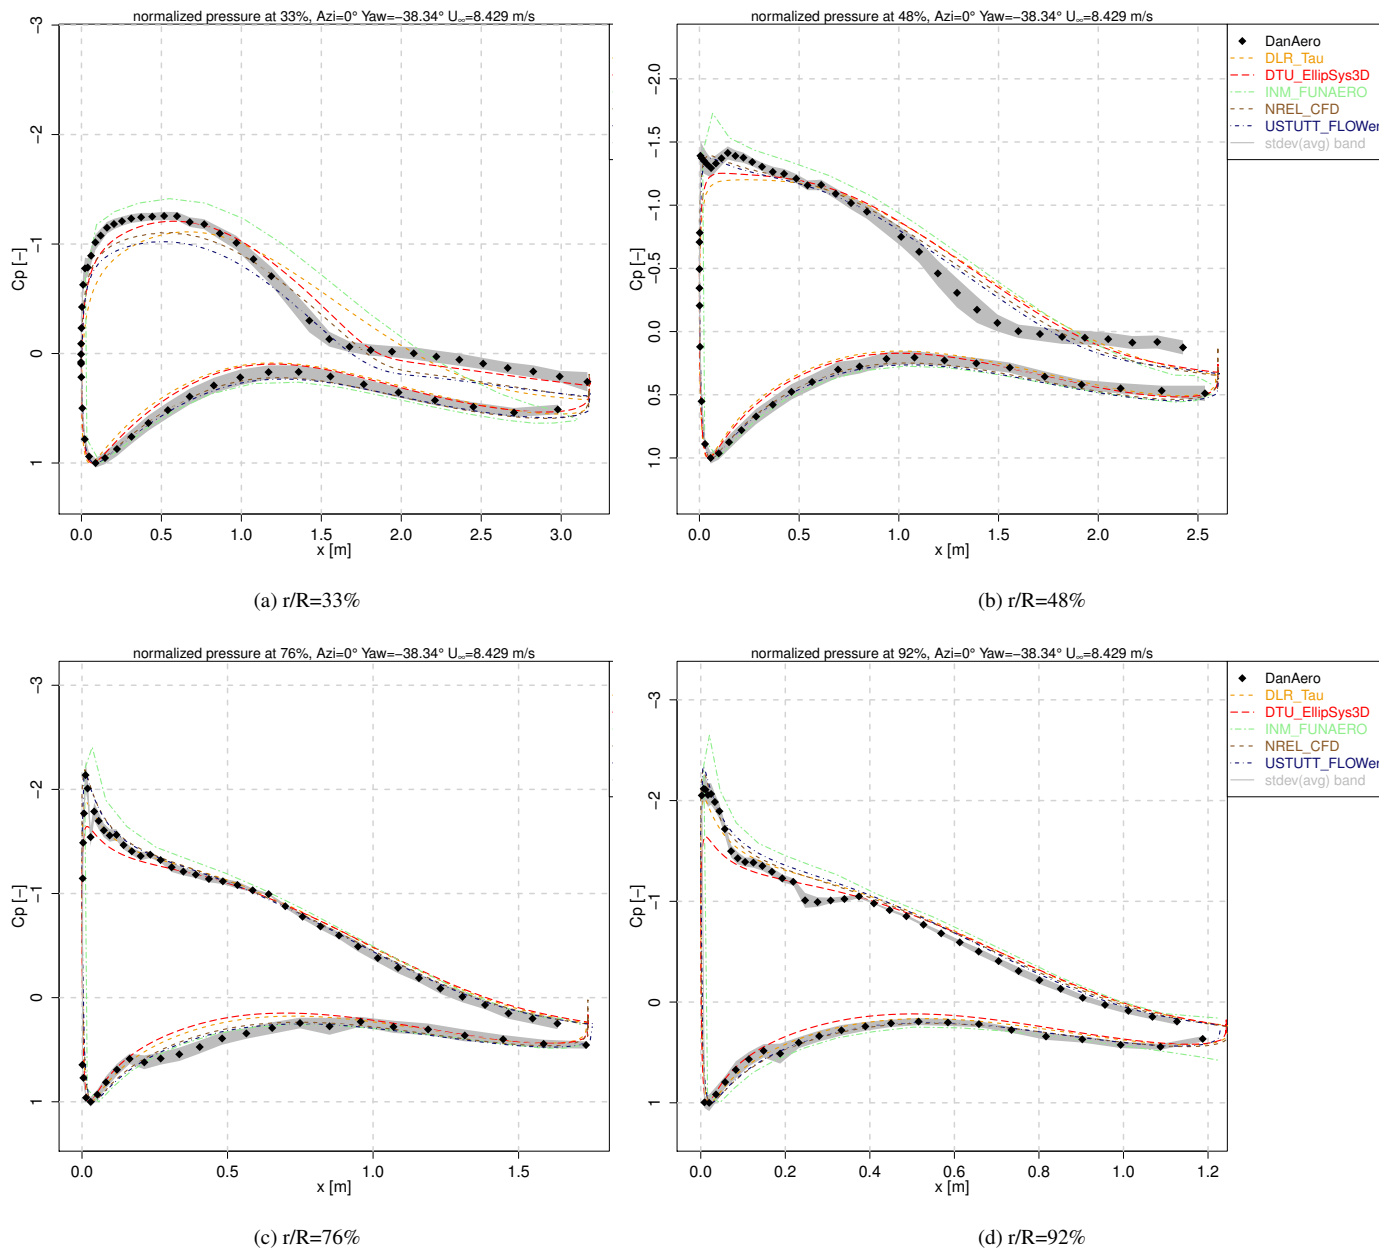 normalized pressure at 33%, Azi=0° Yaw=−38.34° U∞=8.429 m/s
−3
−2
−1
0
1
Cp [−]
0.0 0.5 1.0 1.5 2.0 2.5 3.0
x [m]
(a) r/R=33%
normalized pressure at 48%, Azi=0° Yaw=−38.34° U∞=8.429 m/s
−2.0
−1.5
−1.0
−0.5
0.0
0.5
1.0
Cp [−]
0.0 0.5 1.0 1.5 2.0 2.5
x [m]
DanAero
DLR_Tau
DTU_EllipSys3D
INM_FUNAERO
NREL_CFD
USTUTT_FLOWer
stdev(avg) band
(b) r/R=48%
normalized pressure at 76%, Azi=0° Yaw=−38.34° U∞=8.429 m/s
−3
−2
−1
0
1
Cp [−]
0.0 0.5 1.0 1.5
x [m]
(c) r/R=76%
normalized pressure at 92%, Azi=0° Yaw=−38.34° U∞=8.429 m/s
−3
−2
−1
0
1
Cp [−]
0.0 0.2 0.4 0.6 0.8 1.0 1.2
x [m]
DanAero
DLR_Tau
DTU_EllipSys3D
INM_FUNAERO
NREL_CFD
USTUTT_FLOWer
stdev(avg) band
(d) r/R=92%